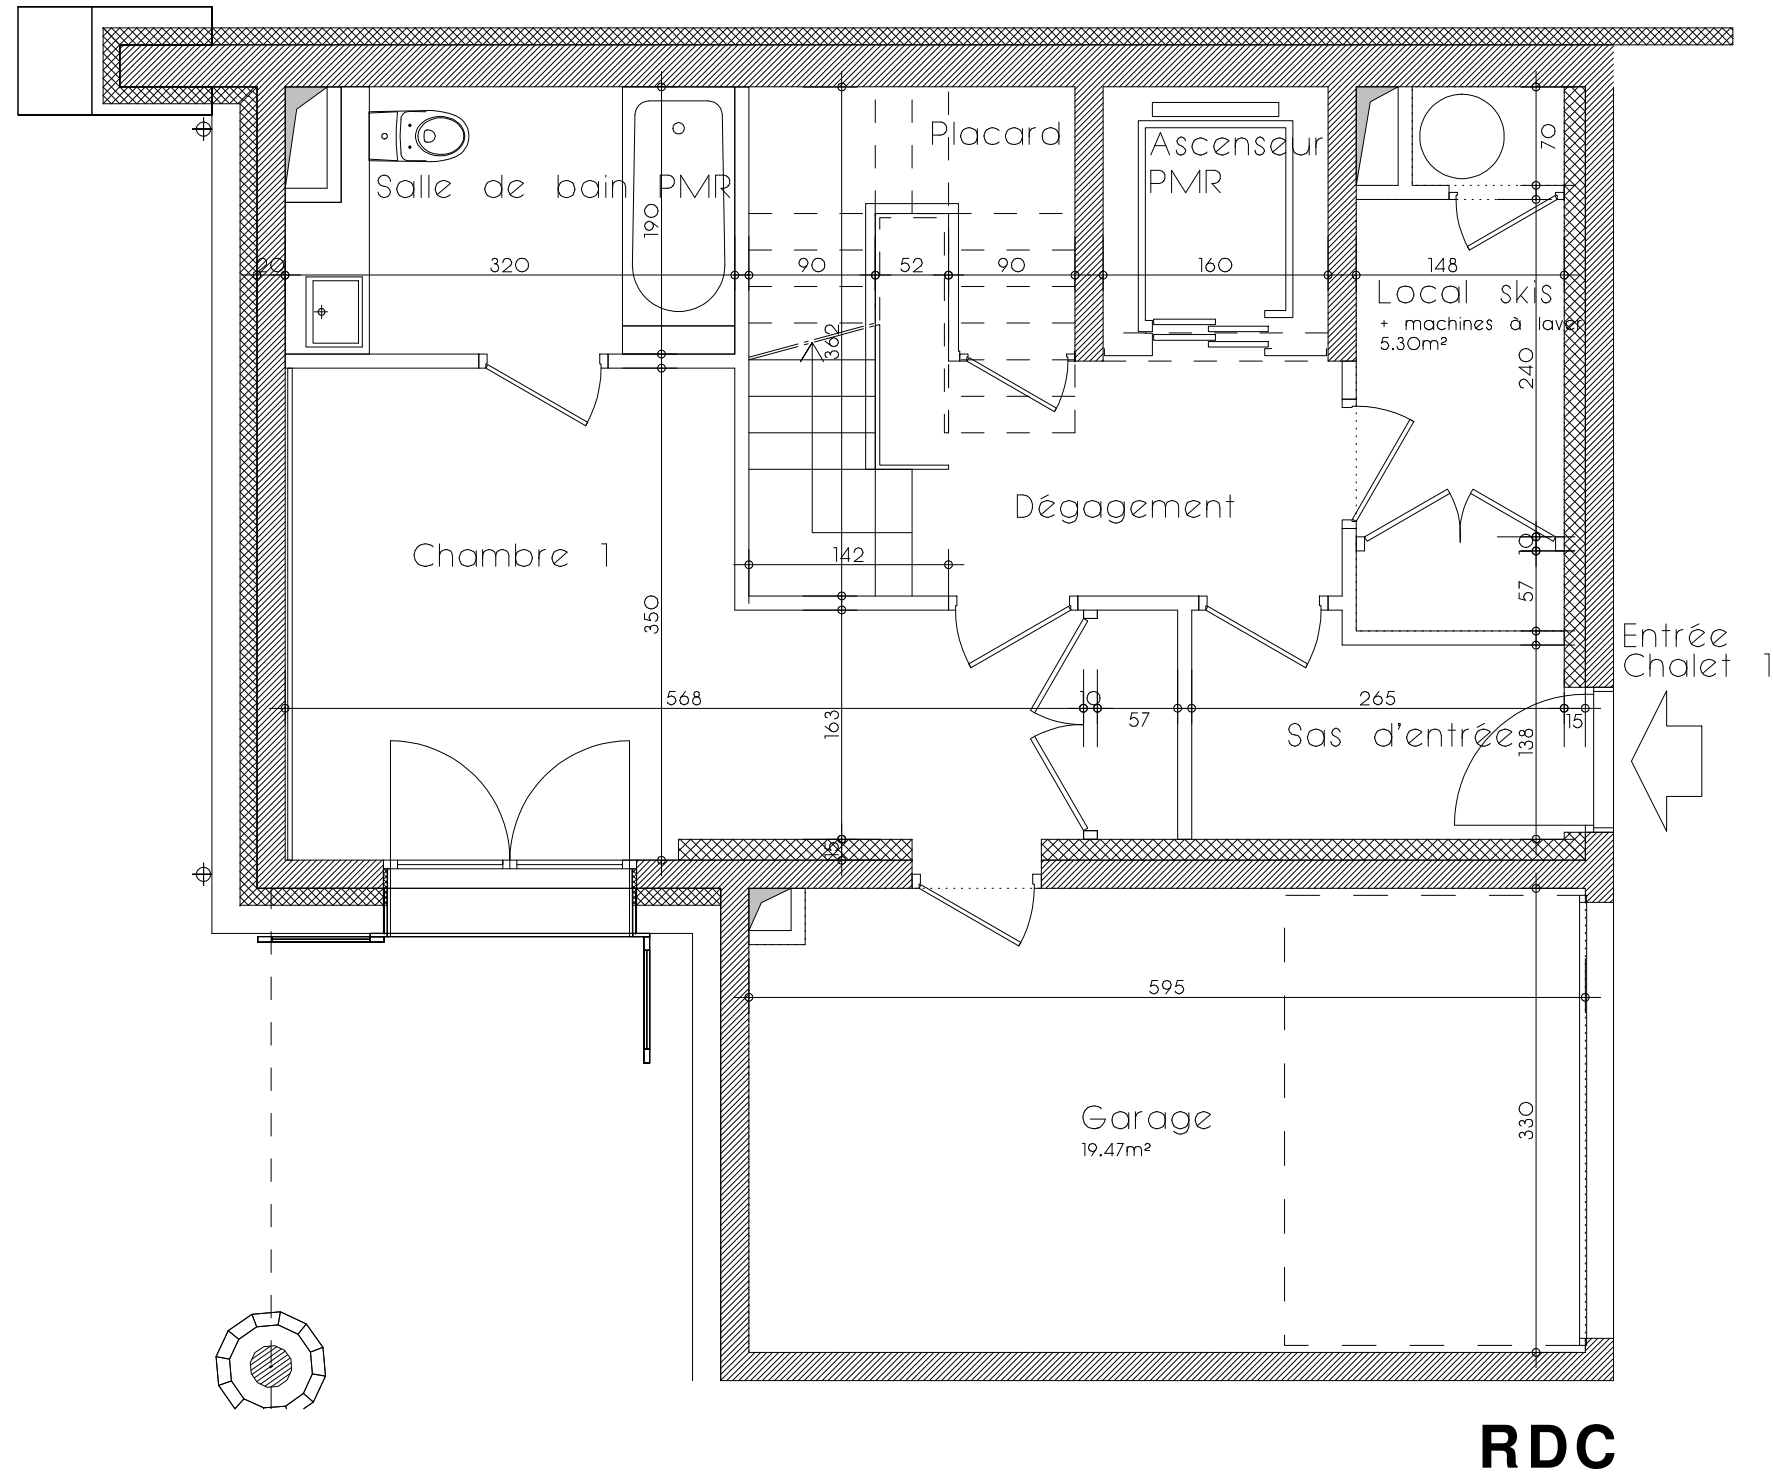 Placard
Ascenseur
PMR
70
Salle de bain PMR
190
20
320
90
52
90
160
148
Local skis
+ machines à laver
5.30m²
362
240
Dégagement
Chambre 1
142
10
57
350
Entrée
Chalet 1
568
10
57
265
15
163
Sas d'entrée
138
15
595
Garage
19.47m²
330
RDC